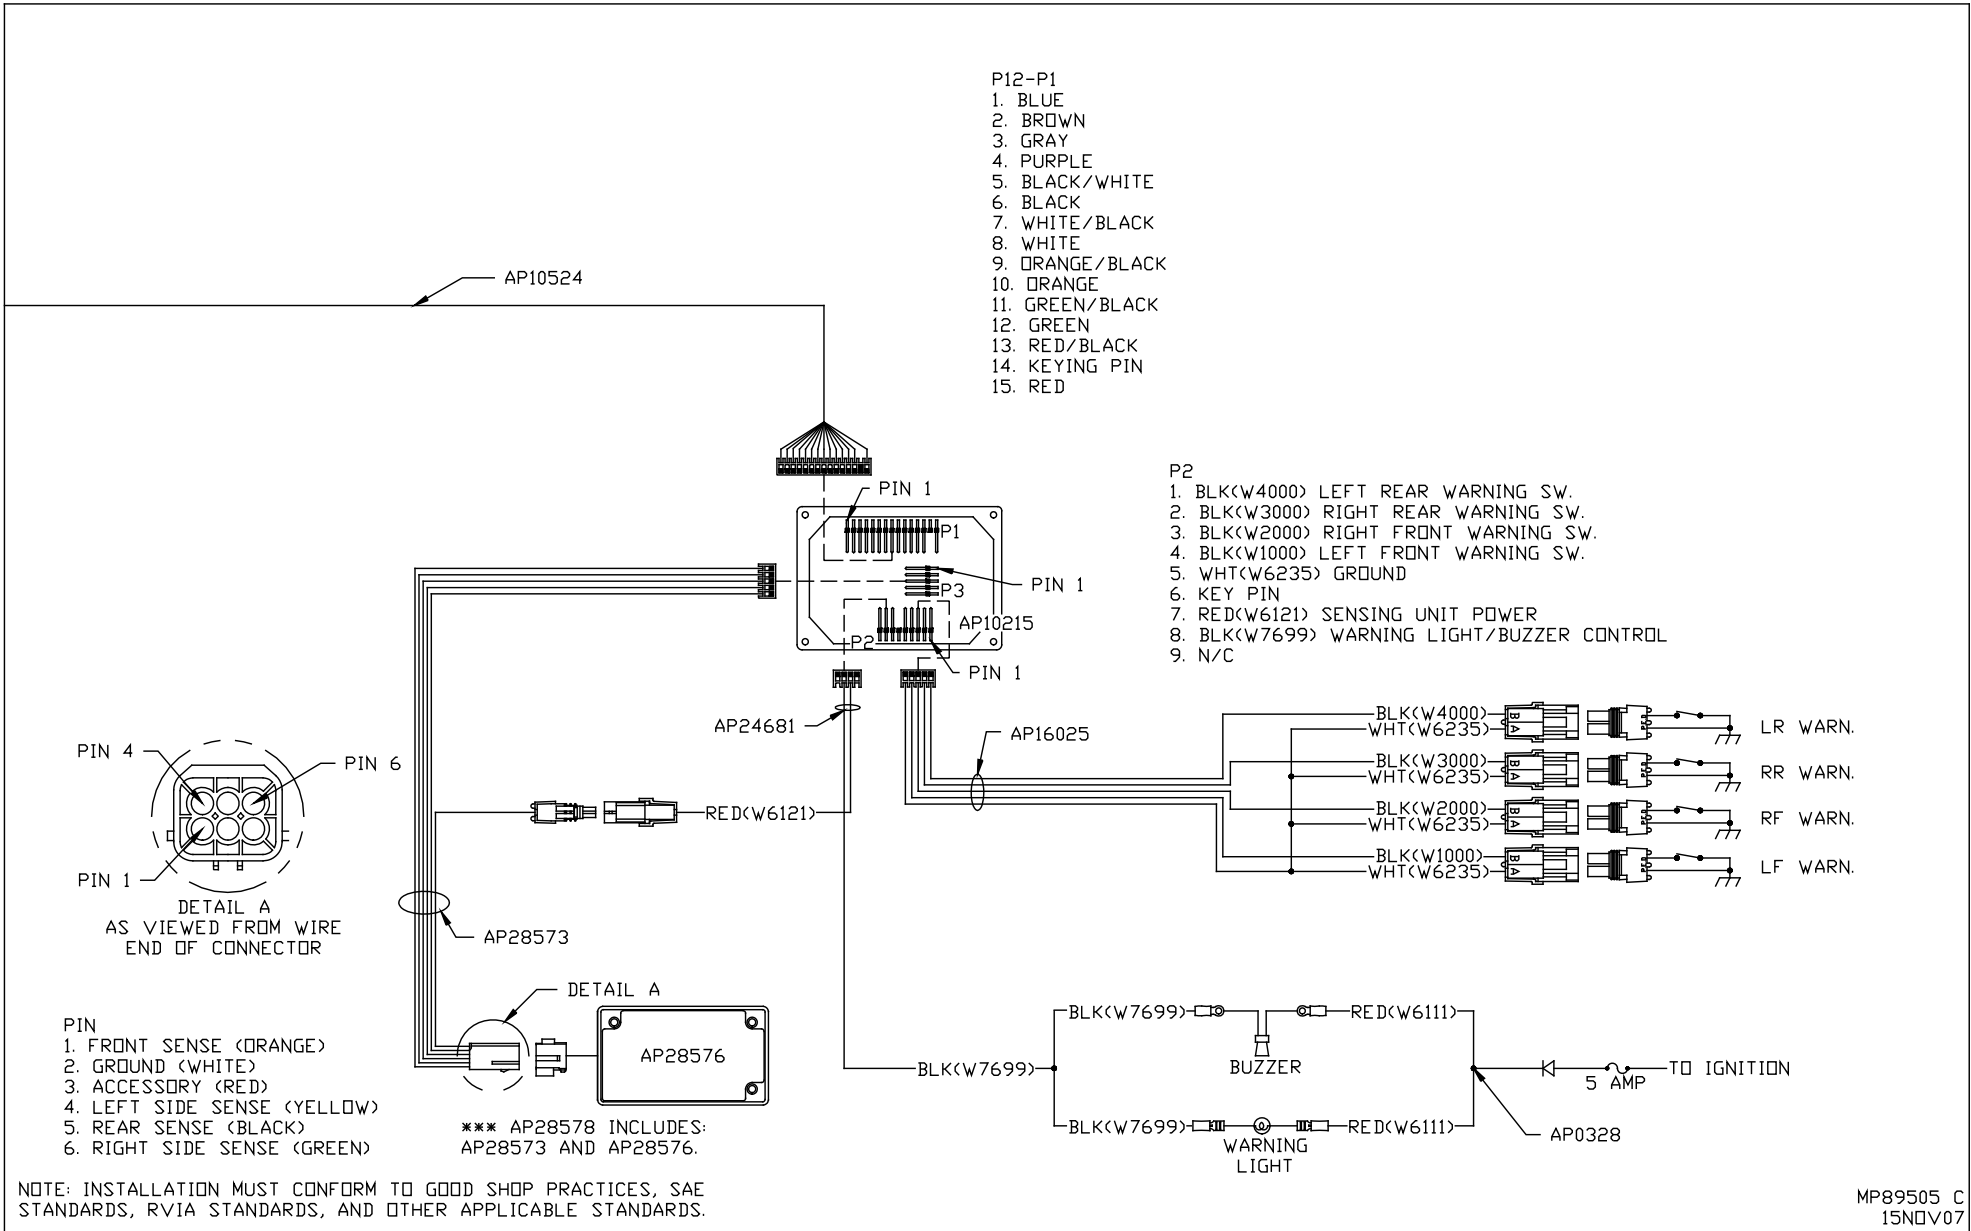 P12-P1
1. BLUE
2. BROWN
3. GRAY
4. PURPLE
5. BLACK/WHITE
6. BLACK
7. WHITE/BLACK
8. WHITE
9. ORANGE/BLACK
10. ORANGE
11. GREEN/BLACK
12. GREEN
13. RED/BLACK
14. KEYING PIN
15. RED
AP10524
PIN 1
P1
PIN 1
P3
AP10215
P2
PIN 1
P2
1. BLK(W4000) LEFT REAR WARNING SW.
2. BLK(W3000) RIGHT REAR WARNING SW.
3. BLK(W2000) RIGHT FRONT WARNING SW.
4. BLK(W1000) LEFT FRONT WARNING SW.
5. WHT(W6235) GROUND
6. KEY PIN
7. RED(W6121) SENSING UNIT POWER
8. BLK(W7699) WARNING LIGHT/BUZZER CONTROL
9. N/C
AP24681
AP16025
BLK(W4000)
WHT(W6235)
B
A
LR WARN.
BLK(W3000)
WHT(W6235)
B
A
RR WARN.
BLK(W2000)
WHT(W6235)
B
A
RF WARN.
BLK(W1000)
WHT(W6235)
B
A
LF WARN.
PIN 4
PIN 6
PIN 1
DETAIL A
AS VIEWED FROM WIRE
END OF CONNECTOR
RED(W6121)
AP28573
DETAIL A
AP28576
PIN
1. FRONT SENSE (ORANGE)
2. GROUND (WHITE)
3. ACCESSORY (RED)
4. LEFT SIDE SENSE (YELLOW)
5. REAR SENSE (BLACK)
6. RIGHT SIDE SENSE (GREEN)
*** AP28578 INCLUDES:
AP28573 AND AP28576.
BLK(W7699)
BLK(W7699)
RED(W6111)
BUZZER
5 AMP
TO IGNITION
BLK(W7699)
RED(W6111)
WARNING
LIGHT
AP0328
NOTE: INSTALLATION MUST CONFORM TO GOOD SHOP PRACTICES, SAE
STANDARDS, RVIA STANDARDS, AND OTHER APPLICABLE STANDARDS.
MP89505 C
15NOV07